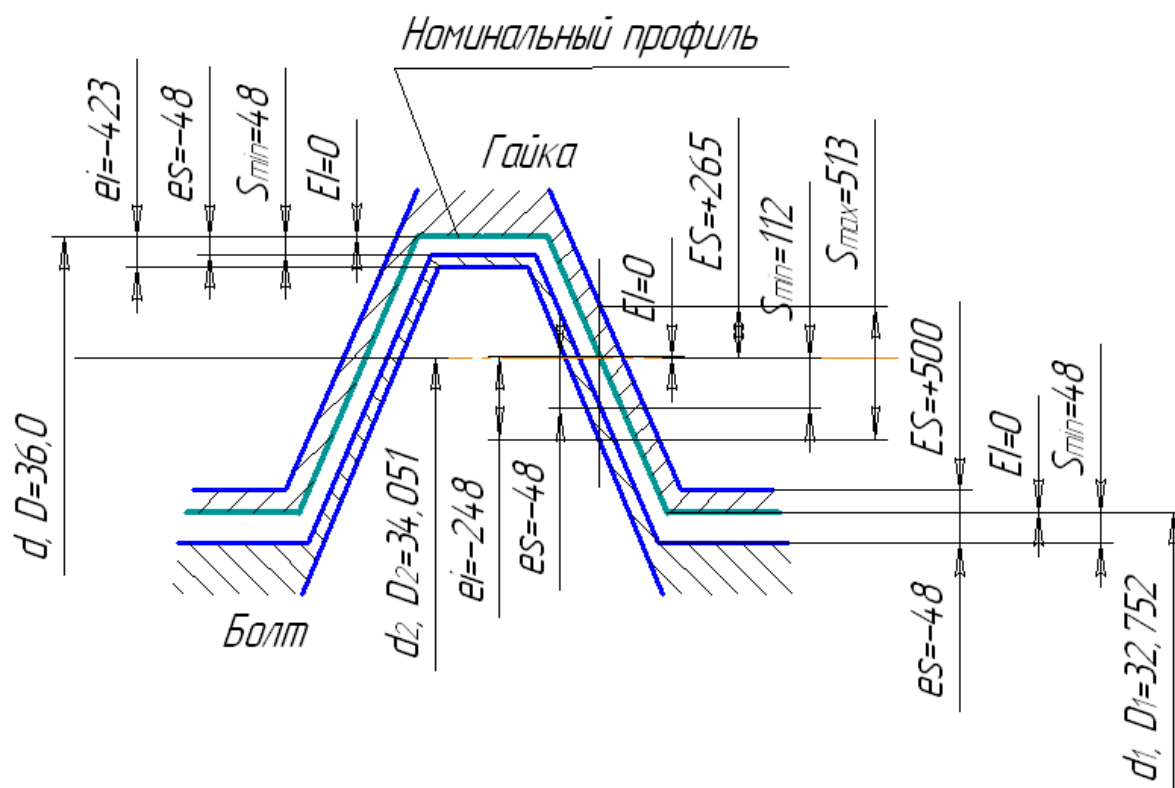 Номинальный профиль
ei=-423
es=-48
Smin=48
EI=0
Гайка
EI=0
ES=+265
Smin=112
Smax=513
d, D=36,0
d2, D2=34,051
ei=-248
es=-48
ES=+500
EI=0
Smin=48
es=-48
d1, D1=32,752
Болт